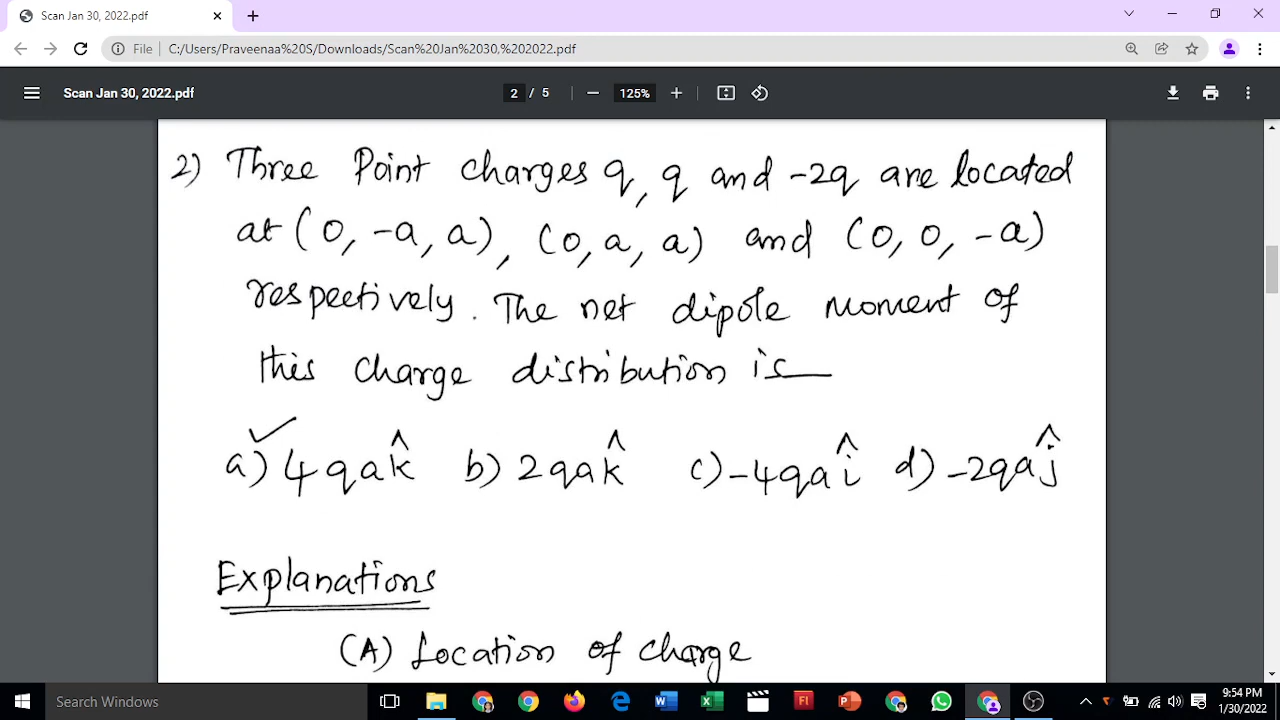 Scan Jan 30, 2022.pdf
File C:/Users/Praveenaa%20S/Downloads/Scan%20Jan%2030,%202022.pdf
Scan Jan 30, 2022.pdf 2 / 5 125%
2) Three Point charges q, q and -2q are located
at (0, -a, a), (0, a, a) and (0, 0, -a)
respectively. The net dipole moment of
this charge distribution is__
a) 4qak̂ b) 2qak̂ c) -4qaî d) -2qaĵ
Explanations
(A) Location of charge
Search Windows
9:54 PM
1/30/2022